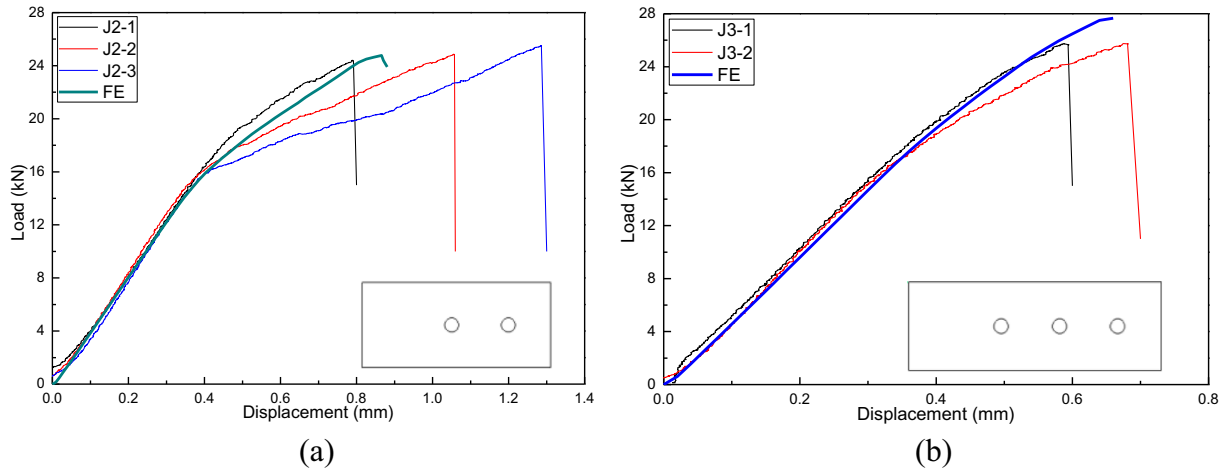 28
24
20
16
12
8
4
0
Load (kN)
J2-1
J2-2
J2-3
FE
0.0 0.2 0.4 0.6 0.8 1.0 1.2 1.4
Displacement (mm)
(a)
28
24
20
16
12
8
4
0
Load (kN)
J3-1
J3-2
FE
0.0 0.2 0.4 0.6 0.8
Displacement (mm)
(b)